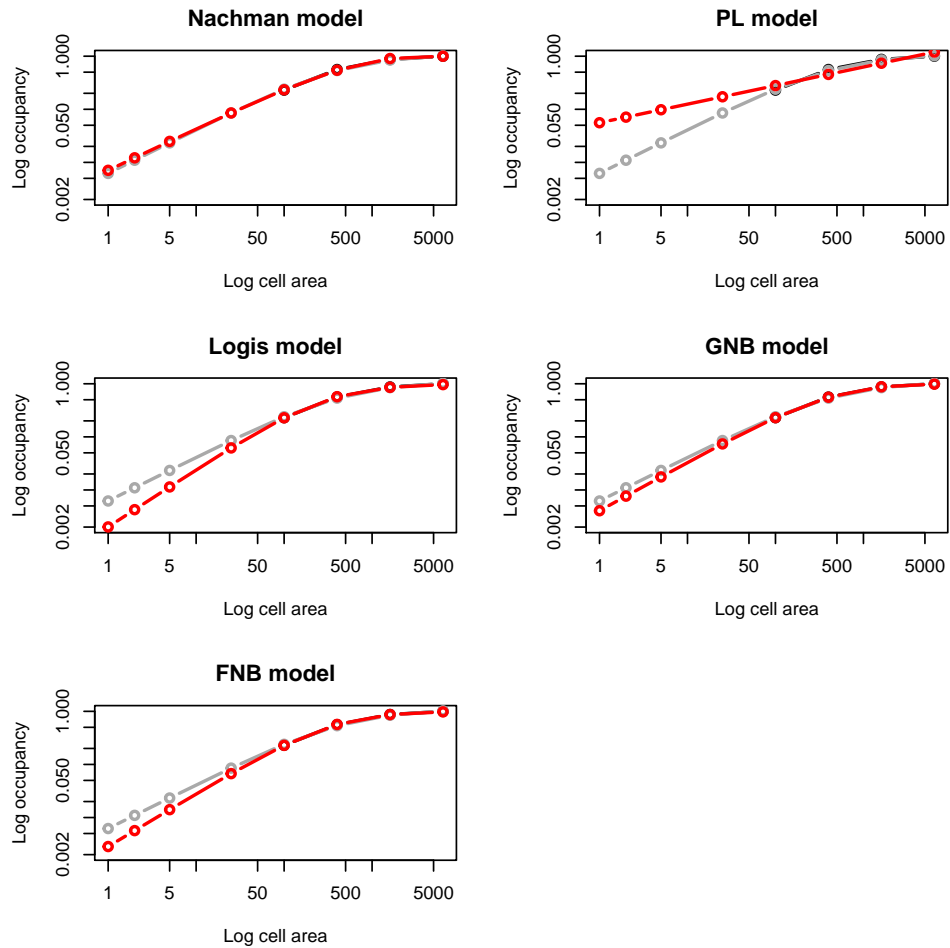 Nachman model
Log occupancy
1.000
0.050
0.002
1 5 50 500 5000
Log cell area
PL model
Log occupancy
1.000
0.050
0.002
1 5 50 500 5000
Log cell area
Logis model
Log occupancy
1.000
0.050
0.002
1 5 50 500 5000
Log cell area
GNB model
Log occupancy
1.000
0.050
0.002
1 5 50 500 5000
Log cell area
FNB model
Log occupancy
1.000
0.050
0.002
1 5 50 500 5000
Log cell area